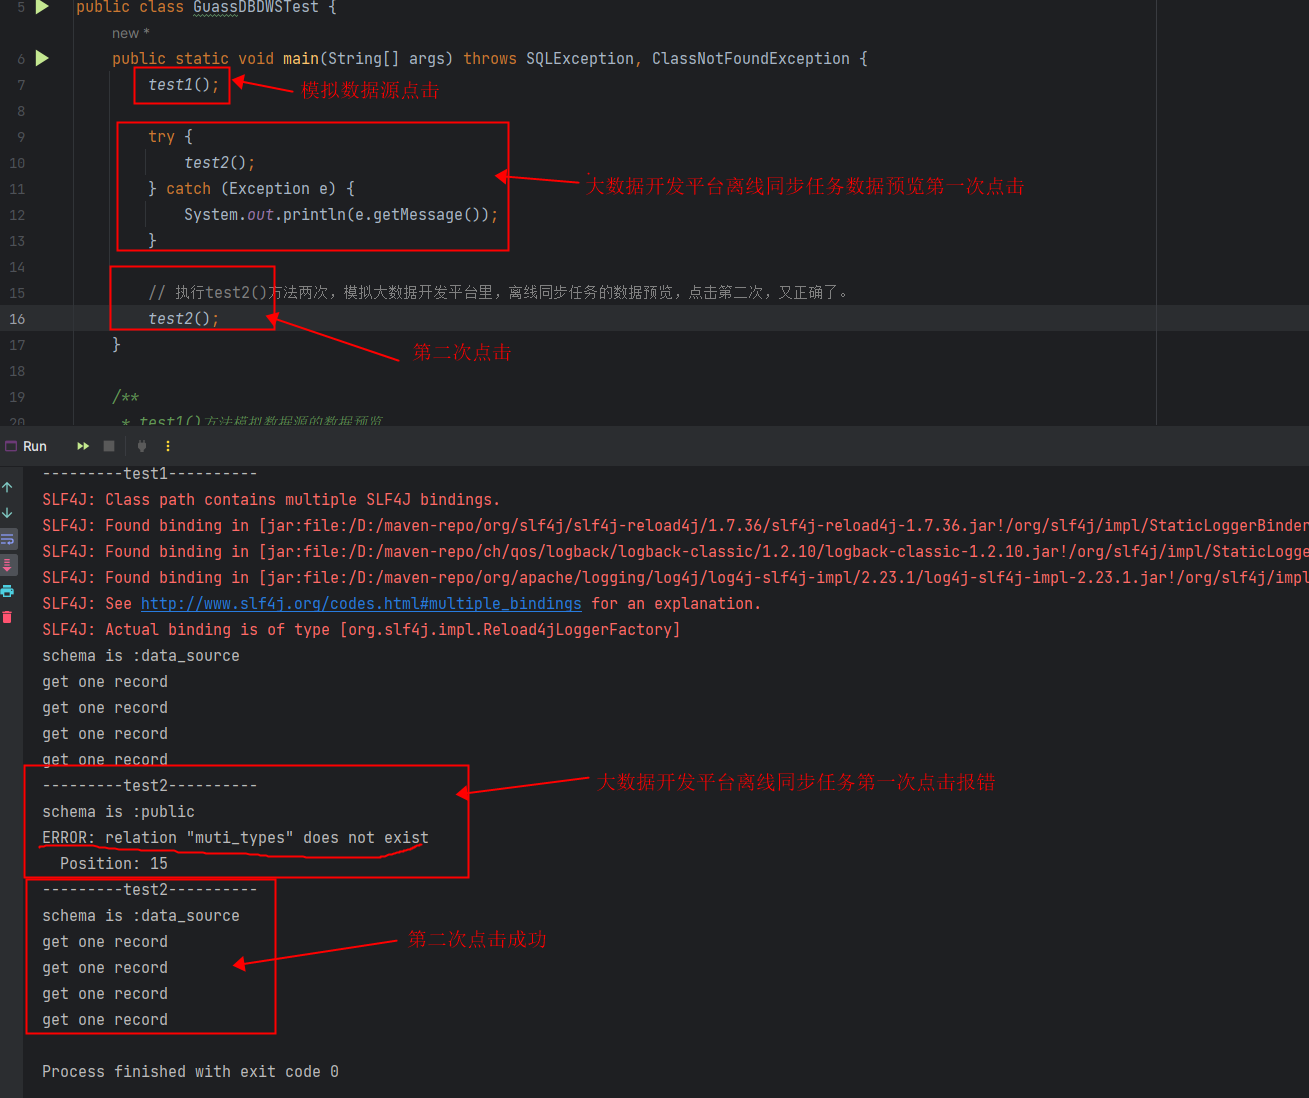 5 public class GuassDBDWSTest {
new *
6 public static void main(String[] args) throws SQLException, ClassNotFoundException {
7 test1();
模拟数据源点击
8
9 try {
10 test2();
大数据开发平台离线同步任务数据预览第一次点击
11 } catch (Exception e) {
12 System.out.println(e.getMessage());
13 }
14
15 // 执行test2()方法两次，模拟大数据开发平台里，离线同步任务的数据预览，点击第二次，又正确了。
16 test2();
17 }
第二次点击
18
19 /**
20 * test1()方法模拟数据源的数据预览
Run
---------test1----------
SLF4J: Class path contains multiple SLF4J bindings.
SLF4J: Found binding in [jar:file:/D:/maven-repo/org/slf4j/slf4j-reload4j/1.7.36/slf4j-reload4j-1.7.36.jar!/org/slf4j/impl/StaticLoggerBinder
SLF4J: Found binding in [jar:file:/D:/maven-repo/ch/qos/logback/logback-classic/1.2.10/logback-classic-1.2.10.jar!/org/slf4j/impl/StaticLogge
SLF4J: Found binding in [jar:file:/D:/maven-repo/org/apache/logging/log4j/log4j-slf4j-impl/2.23.1/log4j-slf4j-impl-2.23.1.jar!/org/slf4j/impl
SLF4J: See http://www.slf4j.org/codes.html#multiple_bindings for an explanation.
SLF4J: Actual binding is of type [org.slf4j.impl.Reload4jLoggerFactory]
schema is :data_source
get one record
get one record
get one record
get one record
---------test2----------
大数据开发平台离线同步任务第一次点击报错
schema is :public
ERROR: relation "muti_types" does not exist
Position: 15
---------test2----------
schema is :data_source
get one record
第二次点击成功
get one record
get one record
get one record
Process finished with exit code 0